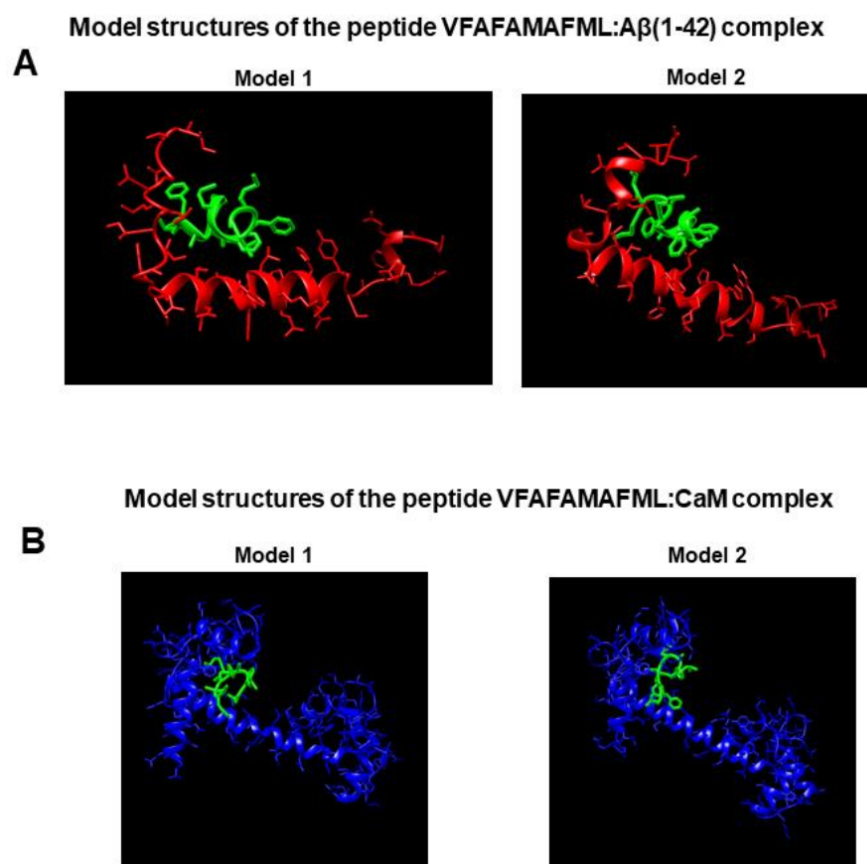 Model structures of the peptide VFAFAMAFML:Aβ(1-42) complex
A
Model 1
Model 2
Model structures of the peptide VFAFAMAFML:CaM complex
B
Model 1
Model 2